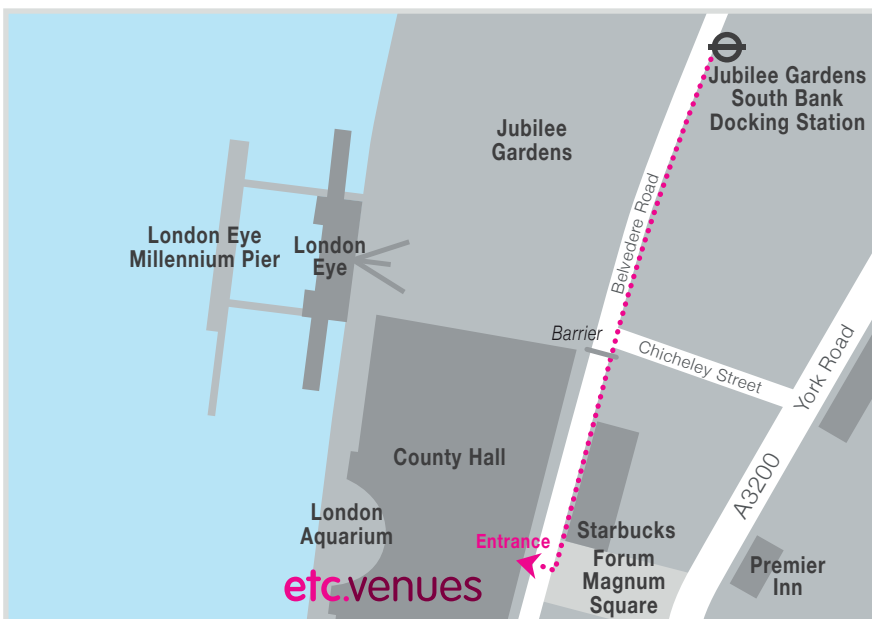 Jubilee Gardens
South Bank
Docking Station
Jubilee
Gardens
Belvedere Road
London Eye
Millennium Pier
London
Eye
Barrier
Chicheley Street
York Road
A3200
County Hall
London
Aquarium
Starbucks
Entrance
Forum
Magnum
Square
Premier
Inn
etc.venues